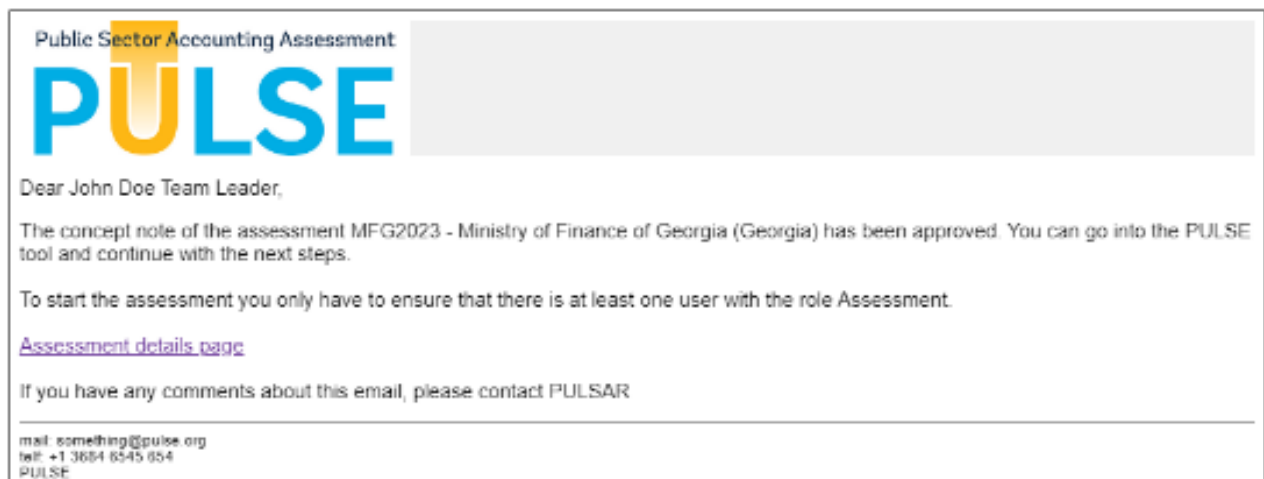 Public Sector Accounting Assessment
PULSE
Dear John Doe Team Leader,
The concept note of the assessment MFG2023 - Ministry of Finance of Georgia (Georgia) has been approved. You can go into the PULSE
tool and continue with the next steps.
To start the assessment you only have to ensure that there is at least one user with the role Assessment.
Assessment details page
If you have any comments about this email, please contact PULSAR
mail: something@pulse.org
telf: +1 3684 6545 654
PULSE